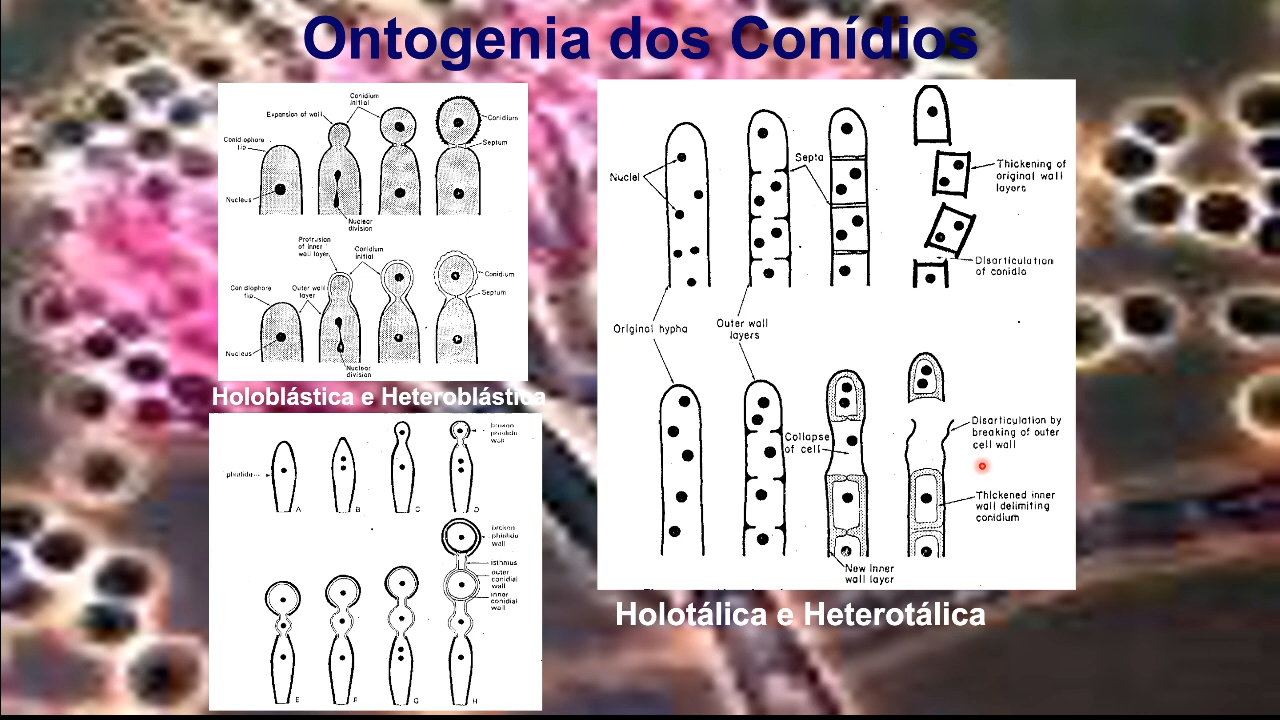 Ontogenia dos Conídios
Conidium
initial
Expansion of wall
Conidium
Conidiophore
tip
Septum
Nucleus
Nuclear
division
Protrusion
of inner
wall layer
Conidium
initial
Conidium
Conidiophore
tip
Outer wall
layer
Septum
Nucleus
Nuclear
division
Holoblástica e Heteroblástica
phialide
wall
A
B
C
D
phialide
wall
isthmus
outer
conidial
wall
inner
conidial
wall
E
F
G
H
Nuclei
Septa
Thickening of
original wall
layers
Disarticulation
of conidia
Original hypha
Outer wall
layers
Collapse
of cell
Disarticulation by
breaking of outer
cell wall
Thickened inner
wall delimiting
conidium
New inner
wall layer
Holotálica e Heterotálica